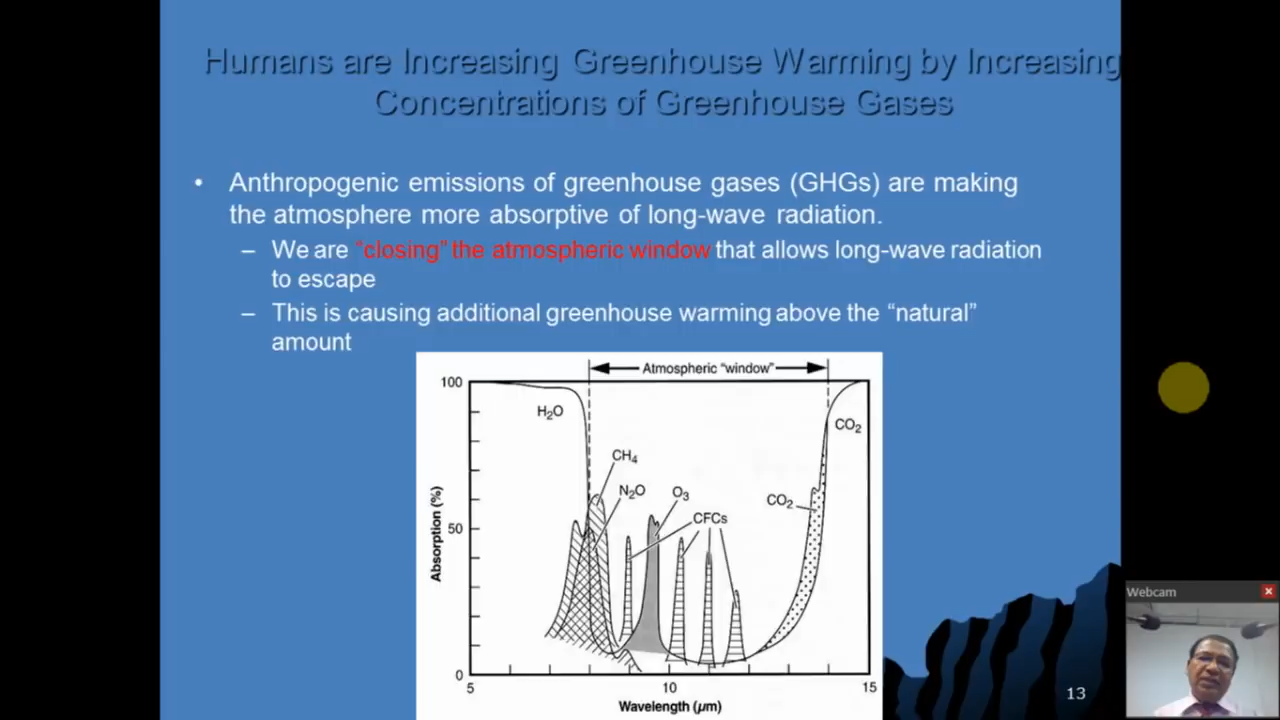 Humans are Increasing Greenhouse Warming by Increasing
Concentrations of Greenhouse Gases
• Anthropogenic emissions of greenhouse gases (GHGs) are making
the atmosphere more absorptive of long-wave radiation.
– We are “closing” the atmospheric window that allows long-wave radiation
to escape
– This is causing additional greenhouse warming above the “natural”
amount
Atmospheric “window”
100
H₂O
CO₂
CH₄
N₂O
O₃
CO₂
CFCs
50
Absorption (%)
0
5
10
15
Wavelength (μm)
13
Webcam